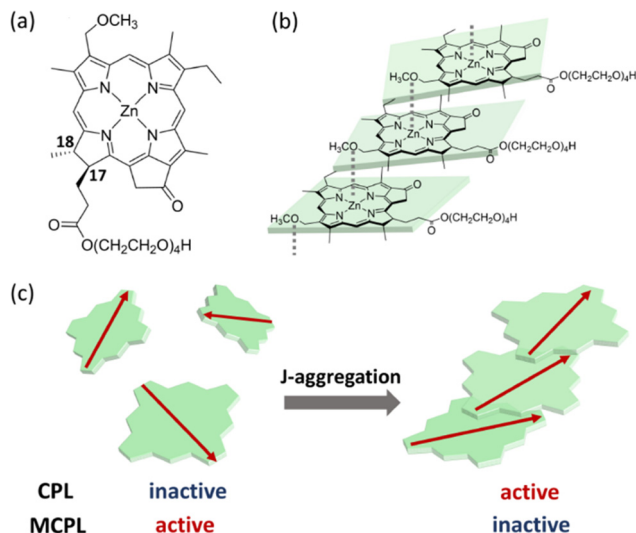 (a)
OCH₃
N
N
Zn
N
N
18
17
O
O
O(CH₂CH₂O)₄H
(b)
O
N
N
Zn
N
N
H₃CO
O
O(CH₂CH₂O)₄H
O
N
N
Zn
N
N
H₃CO
O
O(CH₂CH₂O)₄H
O
N
N
Zn
N
N
H₃CO
O
O(CH₂CH₂O)₄H
(c)
J-aggregation
CPL inactive active
MCPL active inactive